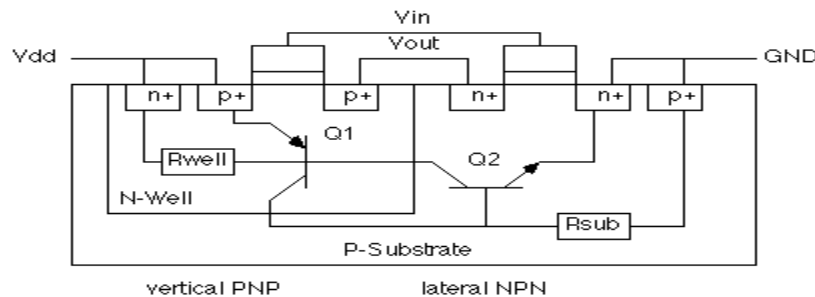 Vin
Vdd
Vout
GND
n+ p+ p+ n+ n+ p+
Q1
Rwell
Q2
N-Well
Rsub
P-Substrate
vertical PNP lateral NPN